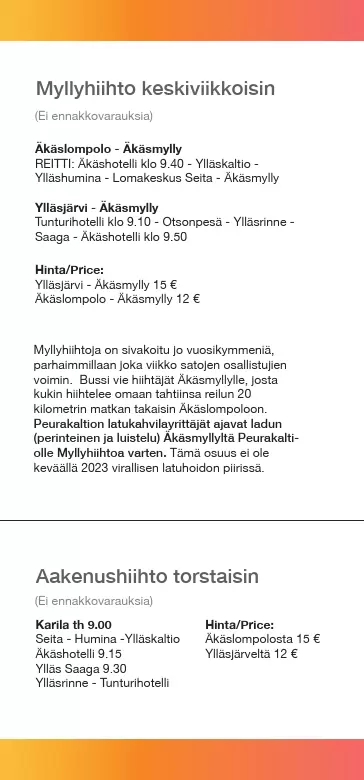 Myllyhiihto keskiviikkoisin
(Ei ennakkovarauksia)
Äkäslompolo - Äkäsmylly
REITTI: Äkäshotelli klo 9.40 - Ylläskaltio -
Ylläshumina - Lomakeskus Seita - Äkäsmylly
Ylläsjärvi - Äkäsmylly
Tunturihotelli klo 9.10 - Otsonpesä - Ylläsrinne -
Saaga - Äkäshotelli klo 9.50
Hinta/Price:
Ylläsjärvi - Äkäsmylly 15 €
Äkäslompolo - Äkäsmylly 12 €
Myllyhiihtoja on sivakoitu jo vuosikymmeniä,
parhaimmillaan joka viikko satojen osallistujien
voimin. Bussi vie hiihtäjät Äkäsmyllylle, josta
kukin hiihtelee omaan tahtiinsa reilun 20
kilometrin matkan takaisin Äkäslompoloon.
Peurakaltion latukahvilayrittäjät ajavat ladun
(perinteinen ja luistelu) Äkäsmyllyltä Peurakalti-
olle Myllyhiihtoa varten. Tämä osuus ei ole
keväällä 2023 virallisen latuhoidon piirissä.
Aakenushiihto torstaisin
(Ei ennakkovarauksia)
Karila th 9.00
Seita - Humina -Ylläskaltio
Äkäshotelli 9.15
Ylläs Saaga 9.30
Ylläsrinne - Tunturihotelli
Hinta/Price:
Äkäslompolosta 15 €
Ylläsjärveltä 12 €